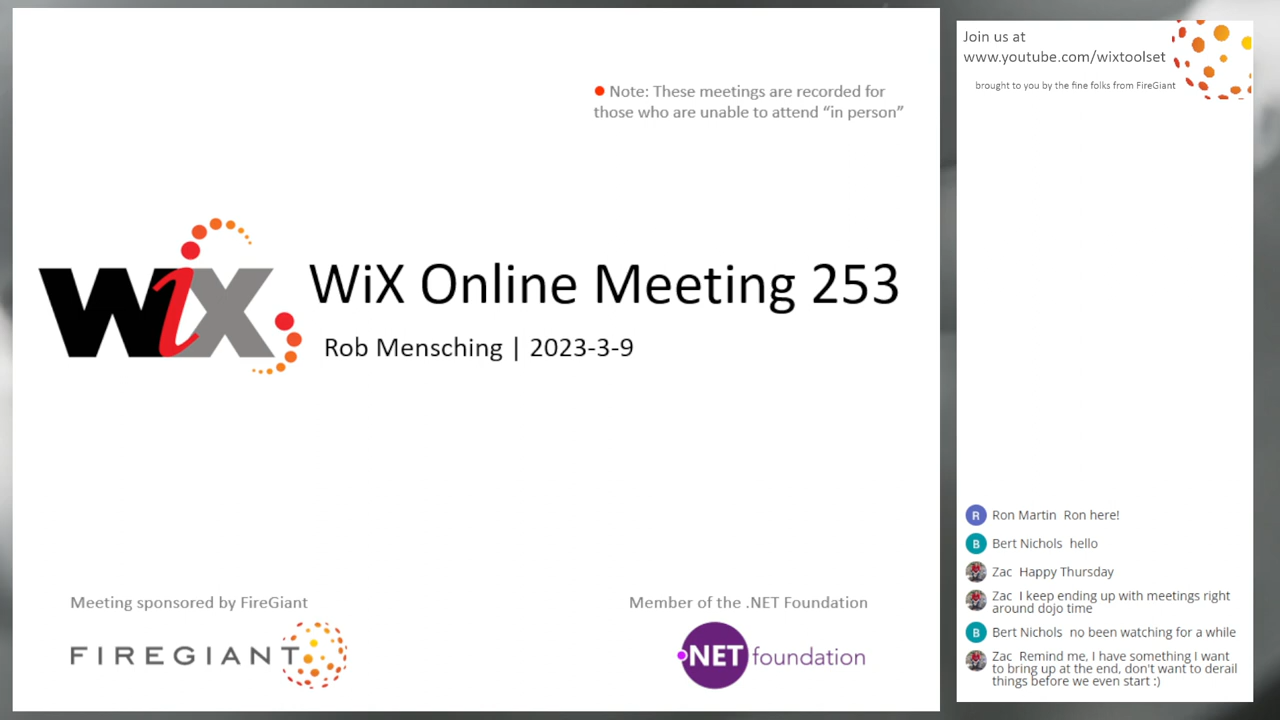 ● Note: These meetings are recorded for
those who are unable to attend “in person”
WiX
WiX Online Meeting 253
Rob Mensching | 2023-3-9
Meeting sponsored by FireGiant
FIREGIANT
Member of the .NET Foundation
.NET foundation
Join us at
www.youtube.com/wixtoolset
brought to you by the fine folks from FireGiant
R Ron Martin Ron here!
B Bert Nichols hello
Zac Happy Thursday
Zac I keep ending up with meetings right
around dojo time
B Bert Nichols no been watching for a while
Zac Remind me, I have something I want
to bring up at the end, don't want to derail
things before we even start :)